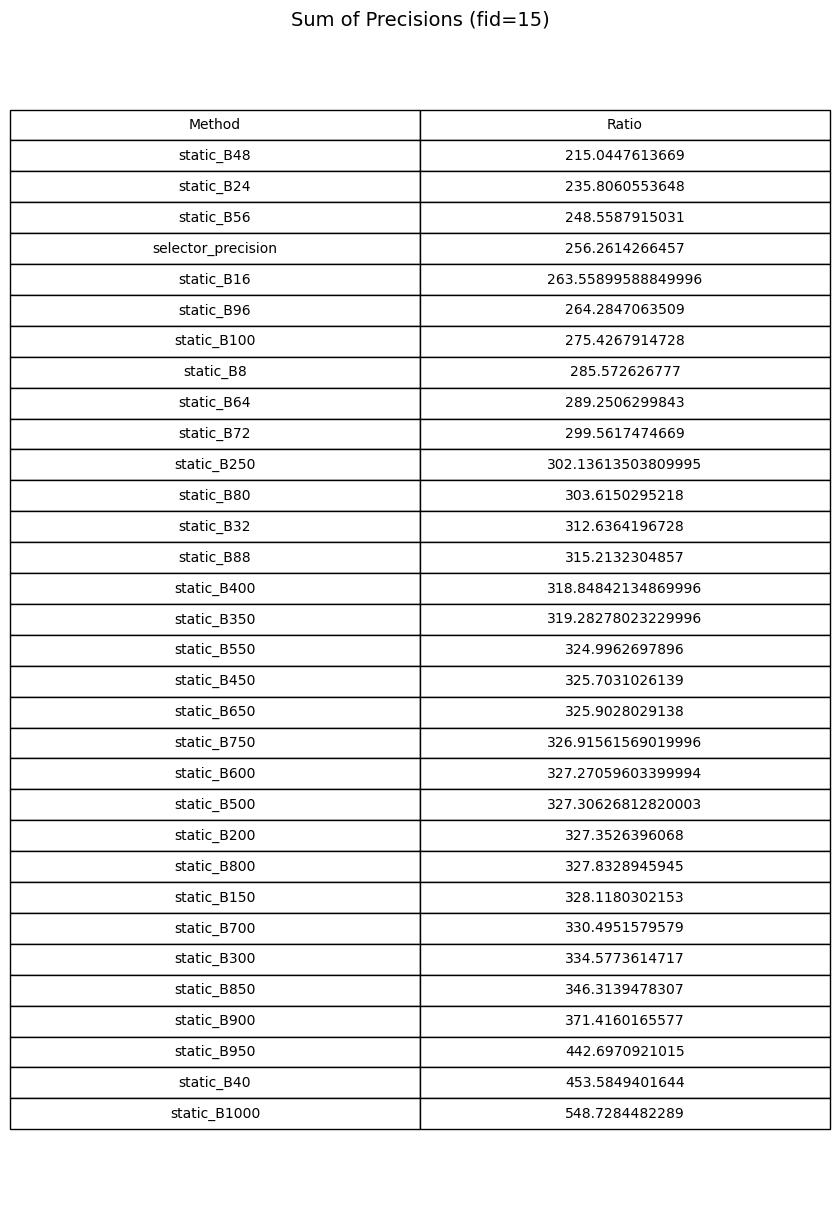 Sum of Precisions (fid=15)
Method Ratio
static_B48 215.0447613669
static_B24 235.8060553648
static_B56 248.5587915031
selector_precision 256.2614266457
static_B16 263.55899588849996
static_B96 264.2847063509
static_B100 275.4267914728
static_B8 285.572626777
static_B64 289.2506299843
static_B72 299.5617474669
static_B250 302.13613503809995
static_B80 303.6150295218
static_B32 312.6364196728
static_B88 315.2132304857
static_B400 318.84842134869996
static_B350 319.28278023229996
static_B550 324.9962697896
static_B450 325.7031026139
static_B650 325.9028029138
static_B750 326.91561569019996
static_B600 327.27059603399994
static_B500 327.30626812820003
static_B200 327.3526396068
static_B800 327.8328945945
static_B150 328.1180302153
static_B700 330.4951579579
static_B300 334.5773614717
static_B850 346.3139478307
static_B900 371.4160165577
static_B950 442.6970921015
static_B40 453.5849401644
static_B1000 548.7284482289